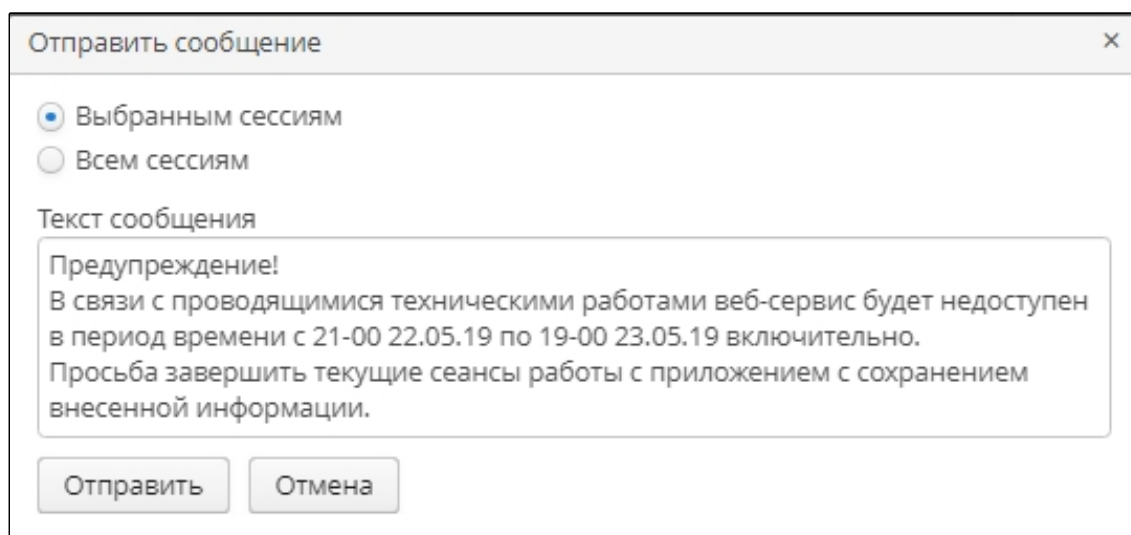 Отправить сообщение
Выбранным сессиям
Всем сессиям
Текст сообщения
Предупреждение!
В связи с проводящимися техническими работами веб-сервис будет недоступен
в период времени с 21-00 22.05.19 по 19-00 23.05.19 включительно.
Просьба завершить текущие сеансы работы с приложением с сохранением
внесенной информации.
Отправить Отмена